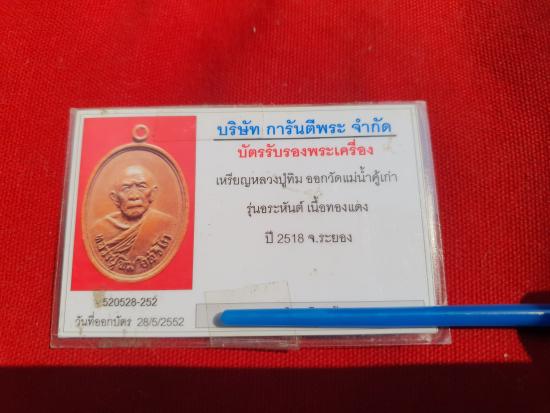 บริษัท การันตีพระ จำกัด
บัตรรับรองพระเครื่อง
เหรียญหลวงปู่ทิม ออกวัดแม่น้ำคู้เก่า
รุ่นอระหันต์ เนื้อทองแดง
ปี 2518 จ.ระยอง
520528-252
วันที่ออกบัตร 28/5/2552